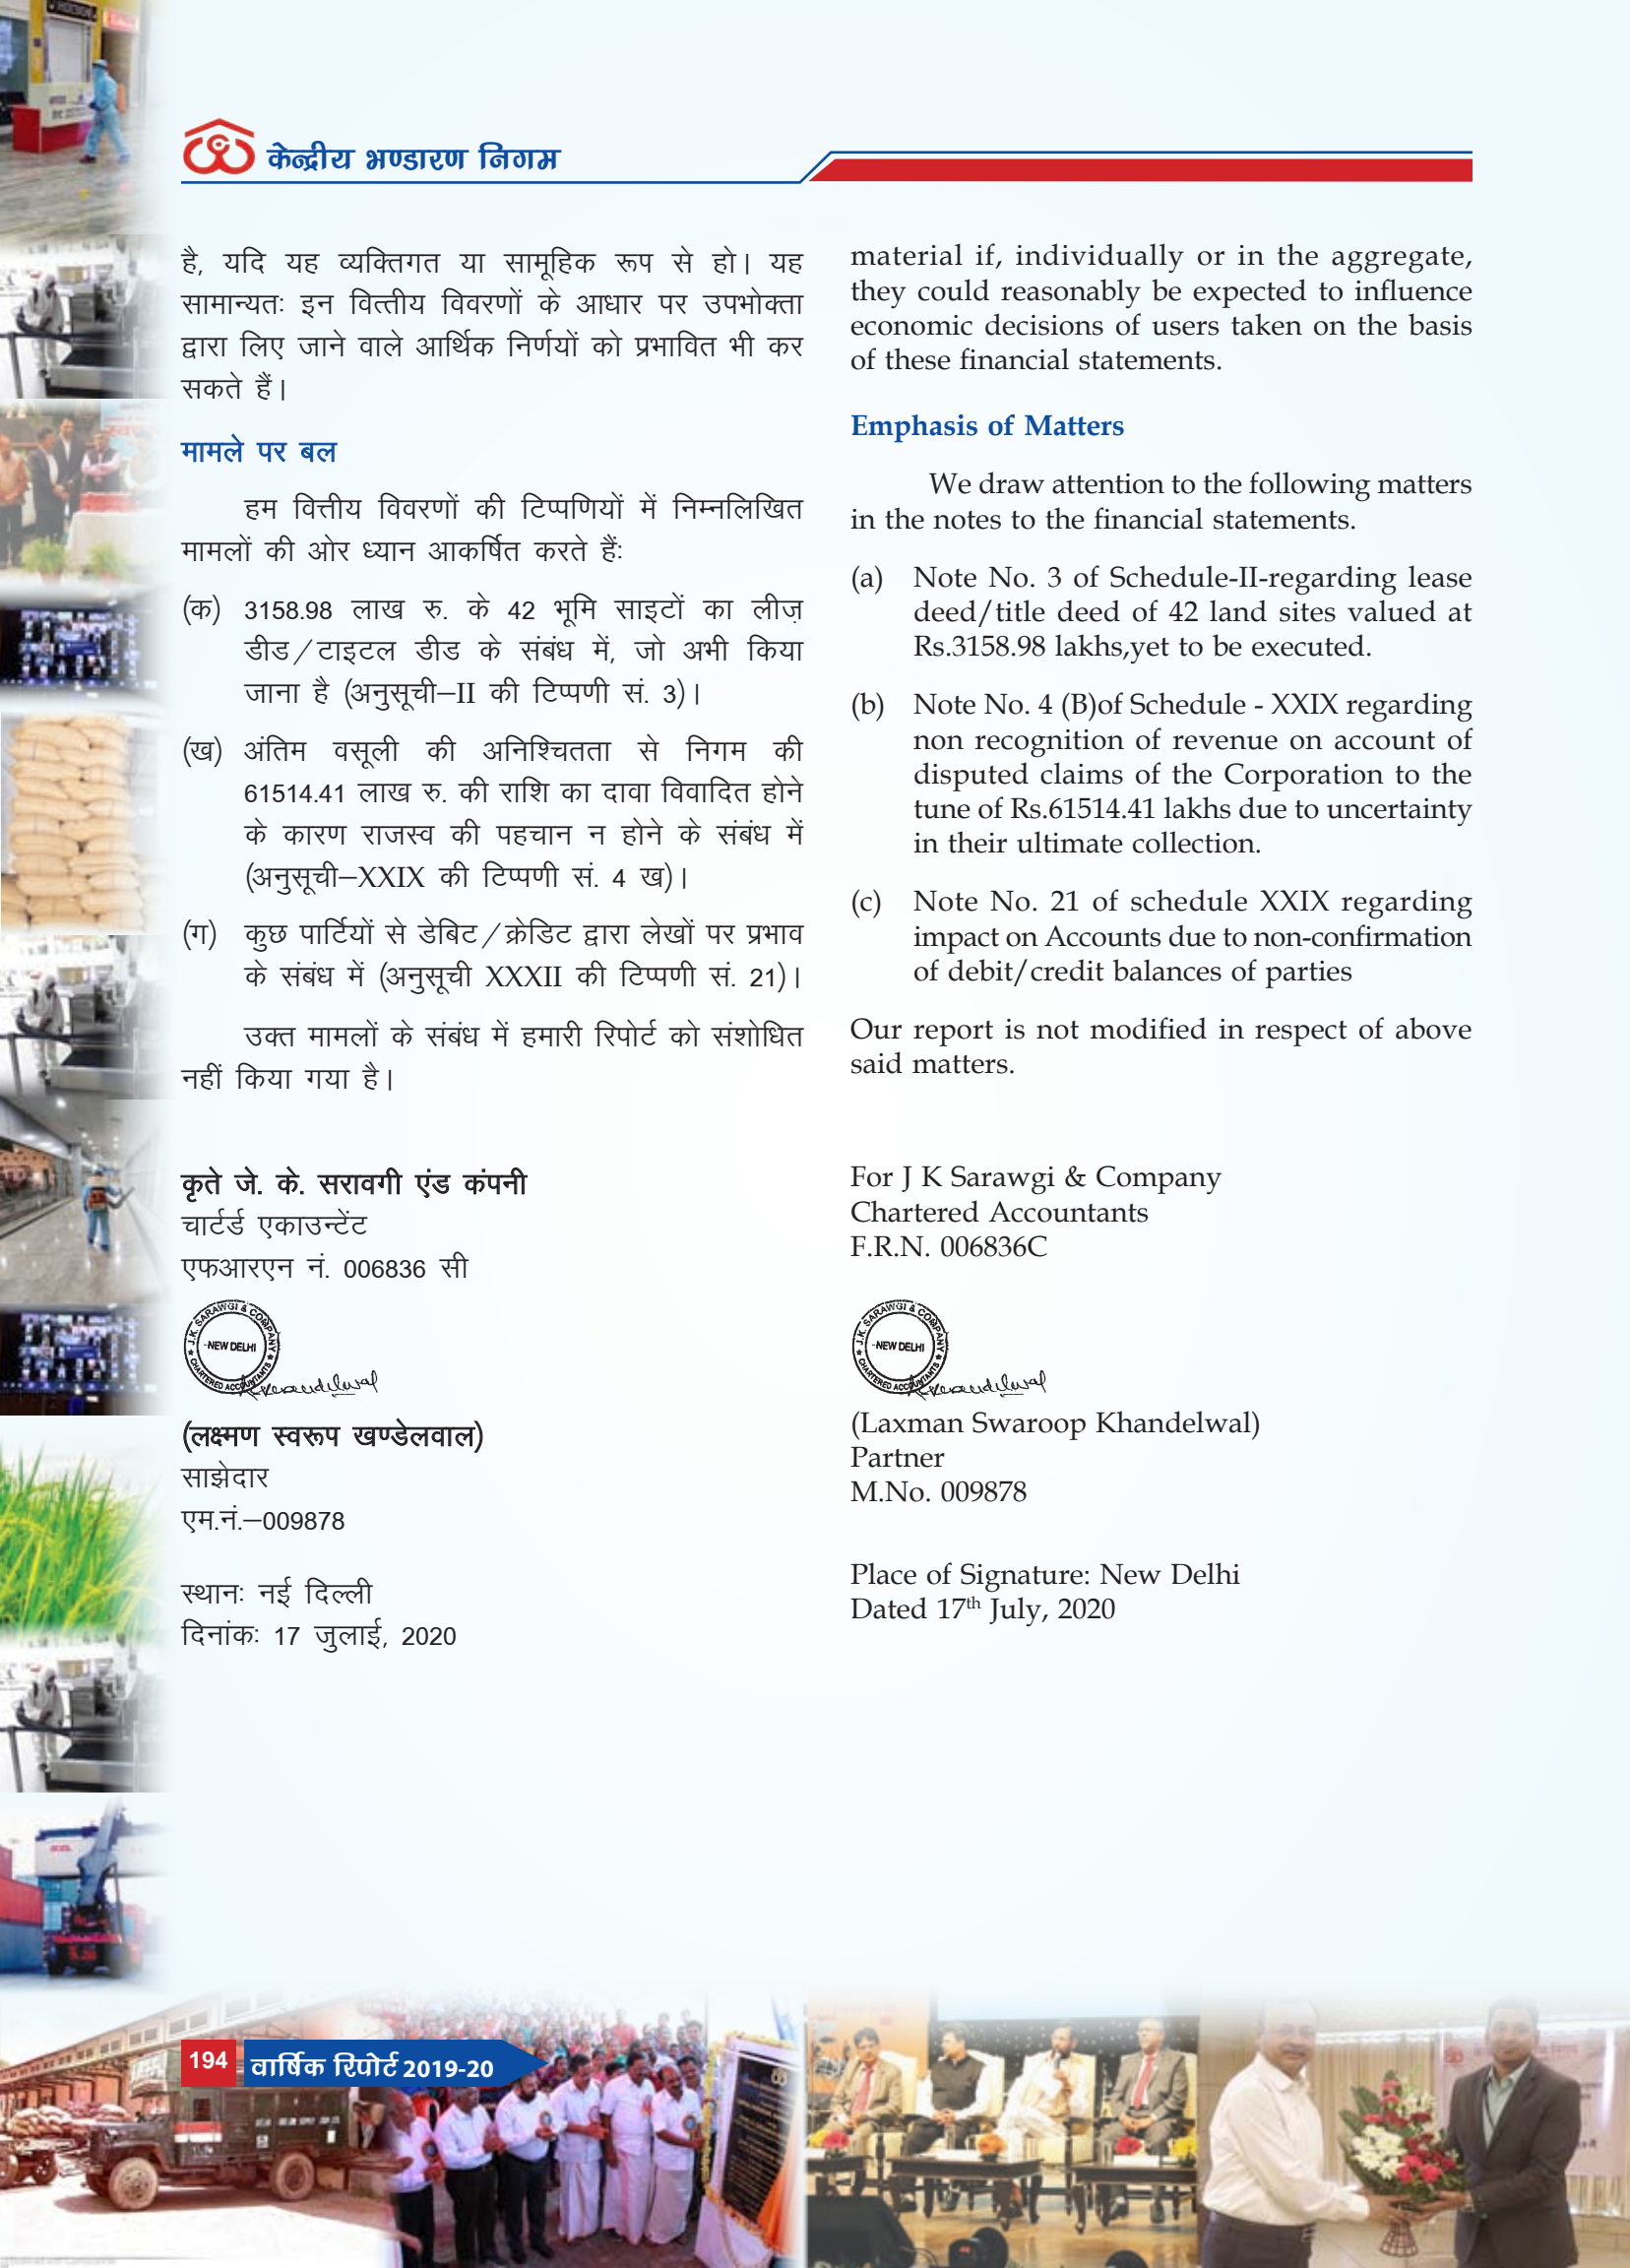 केन्द्रीय भण्डारण निगम
है, यदि यह व्यक्तिगत या सामूहिक रूप से हो। यह
सामान्यतः इन वित्तीय विवरणों के आधार पर उपभोक्ता
द्वारा लिए जाने वाले आर्थिक निर्णयों को प्रभावित भी कर
सकते हैं।
मामले पर बल
हम वित्तीय विवरणों की टिप्पणियों में निम्नलिखित
मामलों की ओर ध्यान आकर्षित करते हैंः
(क) 3158.98 लाख रु. के 42 भूमि साइटों का लीज़
डीड/टाइटल डीड के संबंध में, जो अभी किया
जाना है (अनुसूची–II की टिप्पणी सं. 3)।
(ख) अंतिम वसूली की अनिश्चितता से निगम की
61514.41 लाख रु. की राशि का दावा विवादित होने
के कारण राजस्व की पहचान न होने के संबंध में
(अनुसूची–XXIX की टिप्पणी सं. 4 ख)।
(ग) कुछ पार्टियों से डेबिट/क्रेडिट द्वारा लेखों पर प्रभाव
के संबंध में (अनुसूची XXXII की टिप्पणी सं. 21)।
उक्त मामलों के संबंध में हमारी रिपोर्ट को संशोधित
नहीं किया गया है।
कृते जे. के. सरावगी एंड कंपनी
चार्टर्ड एकाउन्टेंट
एफआरएन नं. 006836 सी
J.K. SARAWGI & COMPANY
NEW DELHI
CHARTERED ACCOUNTANTS
(लक्ष्मण स्वरूप खण्डेलवाल)
साझेदार
एम.नं.–009878
स्थानः नई दिल्ली
दिनांकः 17 जुलाई, 2020
material if, individually or in the aggregate,
they could reasonably be expected to influence
economic decisions of users taken on the basis
of these financial statements.
Emphasis of Matters
We draw attention to the following matters
in the notes to the financial statements.
(a) Note No. 3 of Schedule-II-regarding lease
deed/title deed of 42 land sites valued at
Rs.3158.98 lakhs,yet to be executed.
(b) Note No. 4 (B)of Schedule - XXIX regarding
non recognition of revenue on account of
disputed claims of the Corporation to the
tune of Rs.61514.41 lakhs due to uncertainty
in their ultimate collection.
(c) Note No. 21 of schedule XXIX regarding
impact on Accounts due to non-confirmation
of debit/credit balances of parties
Our report is not modified in respect of above
said matters.
For J K Sarawgi & Company
Chartered Accountants
F.R.N. 006836C
J.K. SARAWGI & COMPANY
NEW DELHI
CHARTERED ACCOUNTANTS
(Laxman Swaroop Khandelwal)
Partner
M.No. 009878
Place of Signature: New Delhi
Dated 17th July, 2020
194 वार्षिक रिपोर्ट 2019-20